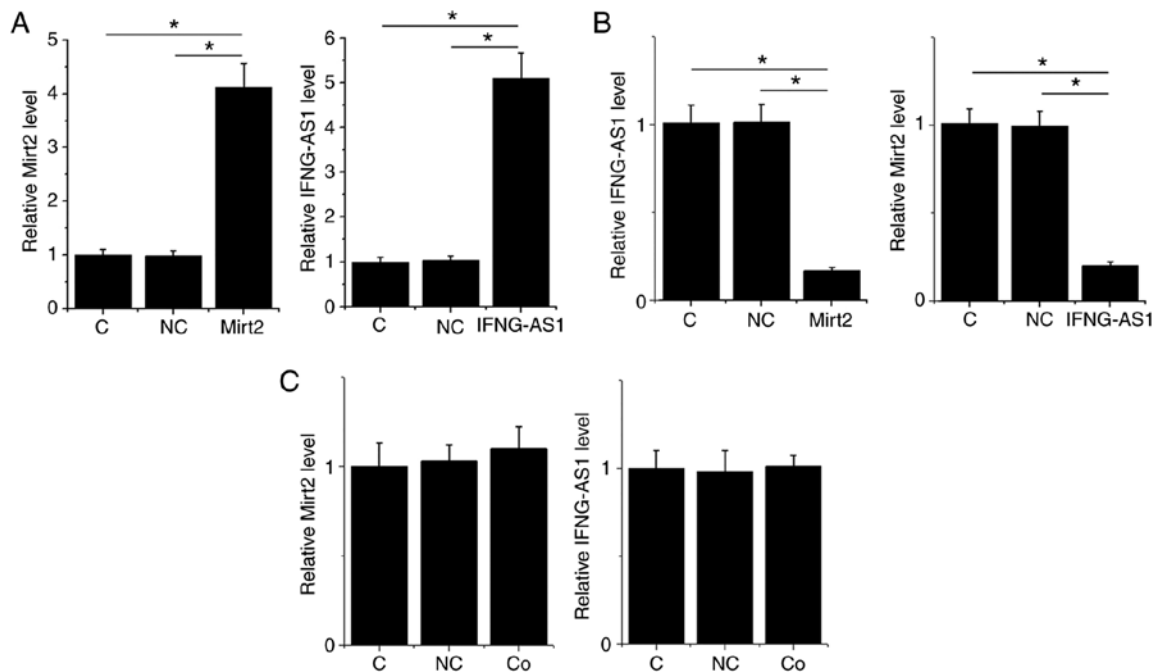 A
Relative Mirt2 level
5
4
3
2
1
0
*
*
C NC Mirt2
Relative IFNG-AS1 level
6
5
4
3
2
1
0
*
*
C NC IFNG-AS1
B
Relative IFNG-AS1 level
1
0
*
*
C NC Mirt2
Relative Mirt2 level
1
0
*
*
C NC IFNG-AS1
C
Relative Mirt2 level
1
0
C NC Co
Relative IFNG-AS1 level
1
0
C NC Co